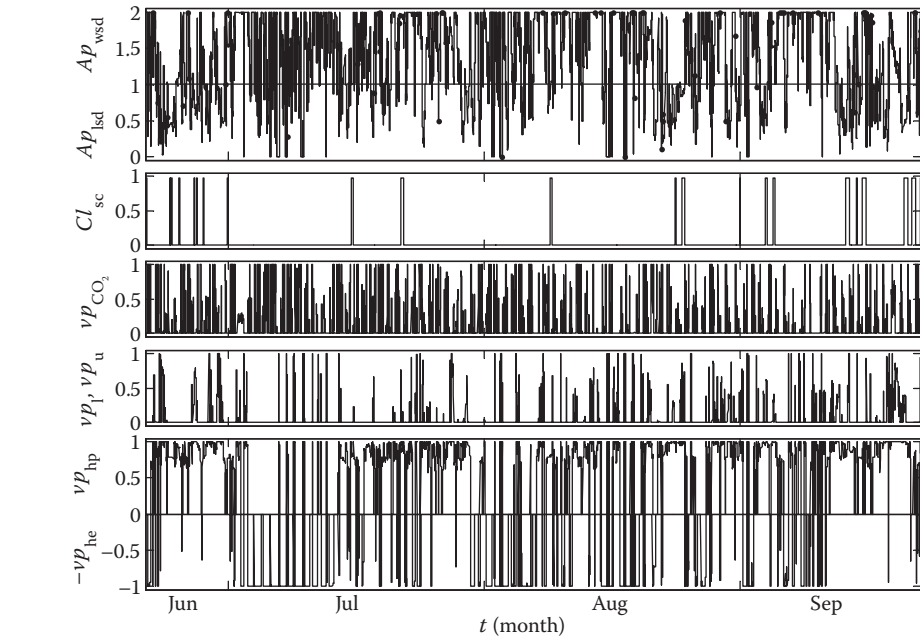 2
Ap_wsd
1.5
1
Ap_lsd
0.5
0
1
Cl_sc
0.5
0
1
vp_CO₂
0.5
0
1
vp_l, vp_u
0.5
0
1
vp_hp
0.5
0
−vp_he
−0.5
−1
Jun Jul Aug Sep
t (month)